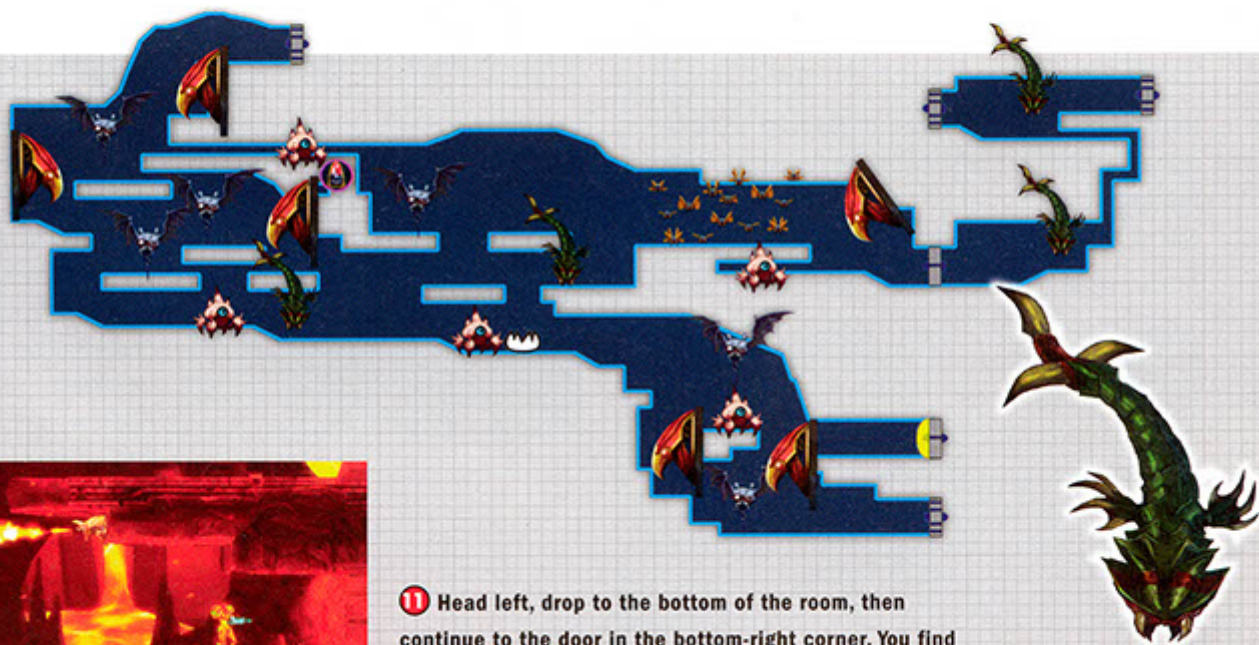 11 Head left, drop to the bottom of the room, then
continue to the door in the bottom-right corner. You find